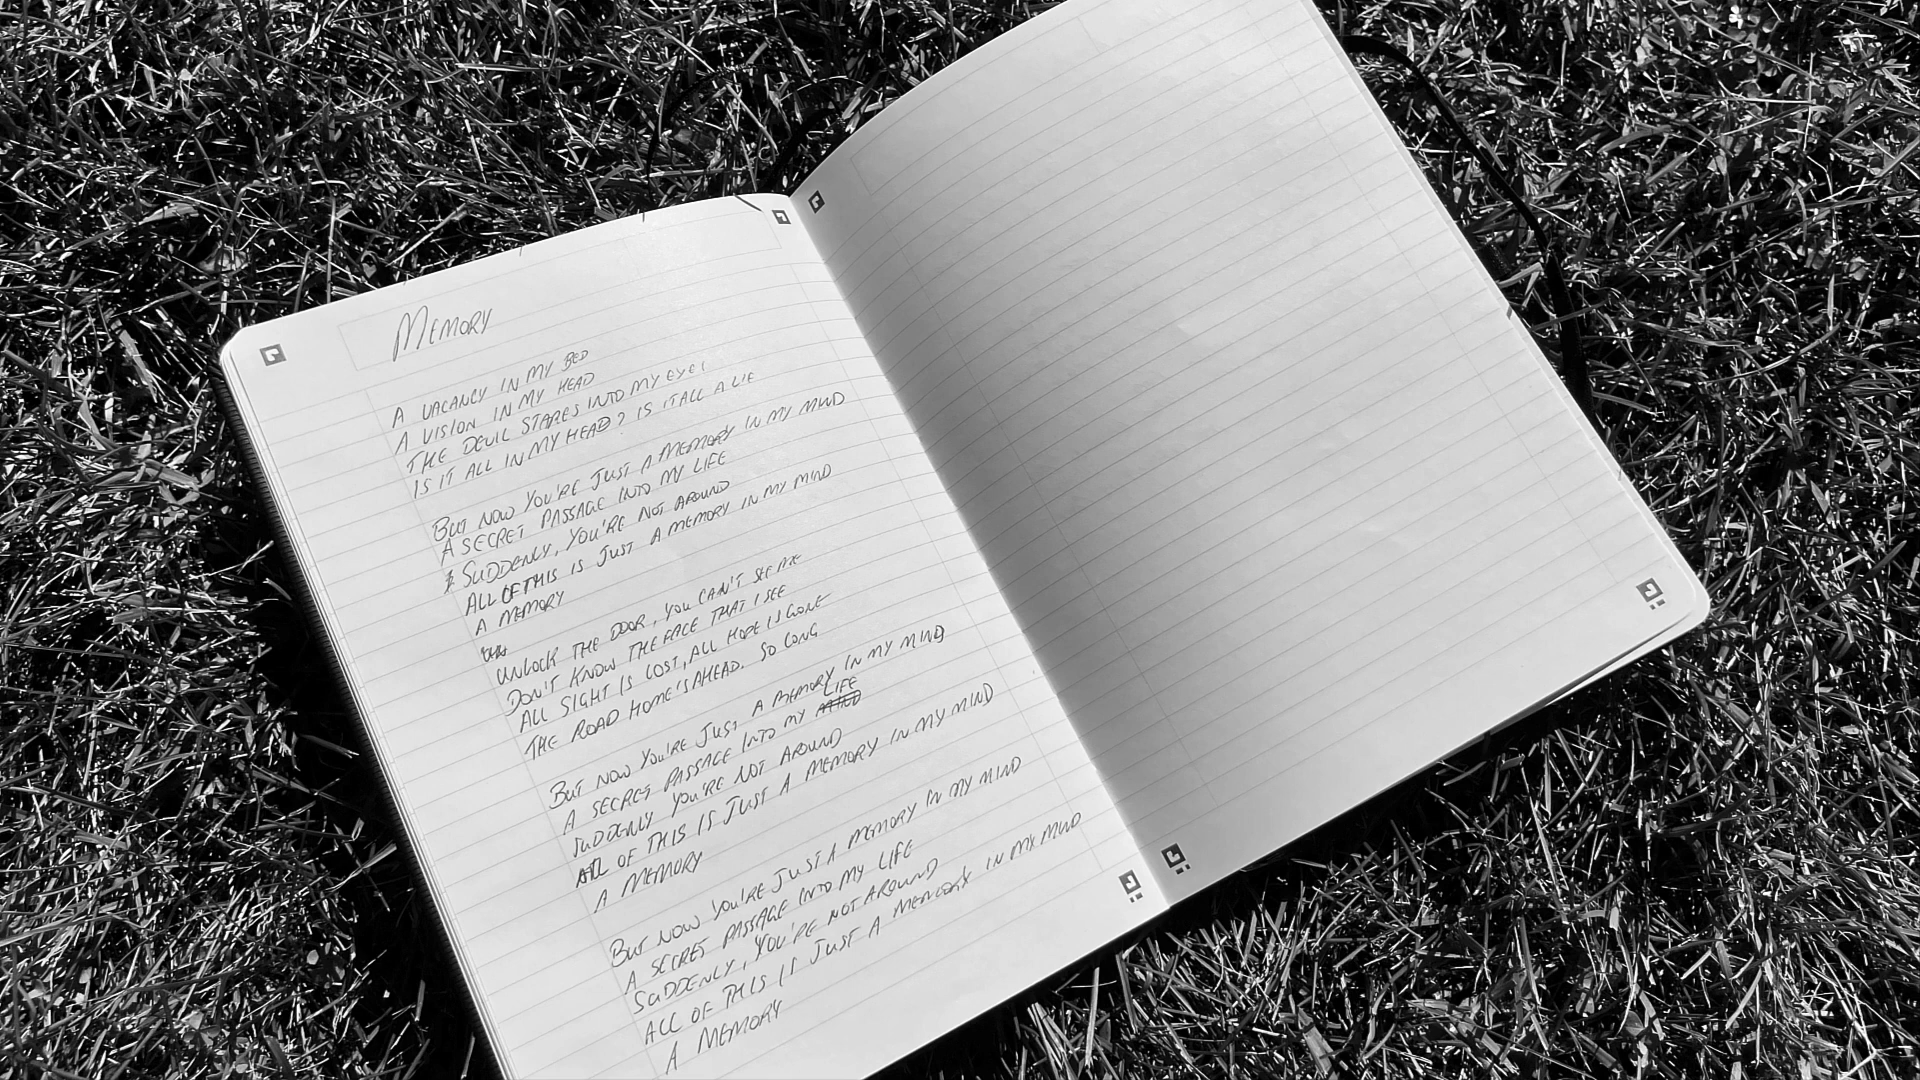 MEMORY
A VACANCY IN MY BED
A VISION IN MY HEAD
THE DEVIL STARES INTO MY EYES
IS IT ALL IN MY HEAD? IS IT ALL A LIE
BUT NOW YOU'RE JUST A MEMORY IN MY MIND
A SECRET PASSAGE INTO MY LIFE
SUDDENLY, YOU'RE NOT AROUND
ALL OF THIS IS JUST A MEMORY IN MY MIND
A MEMORY
UNLOCK THE DOOR, YOU CAN'T SEE ME
DON'T KNOW THE FACE THAT I SEE
ALL SIGHT IS LOST, ALL HOPE IS GONE
THE ROAD HOME'S AHEAD. SO LONG
BUT NOW YOU'RE JUST A MEMORY IN MY MIND
A SECRET PASSAGE INTO MY MIND LIFE
SUDDENLY YOU'RE NOT AROUND
ALL OF THIS IS JUST A MEMORY IN MY MIND
A MEMORY
BUT NOW YOU'RE JUST A MEMORY IN MY MIND
A SECRET PASSAGE INTO MY LIFE
SUDDENLY, YOU'RE NOT AROUND
ALL OF THIS IS JUST A MEMORY IN MY MIND
A MEMORY